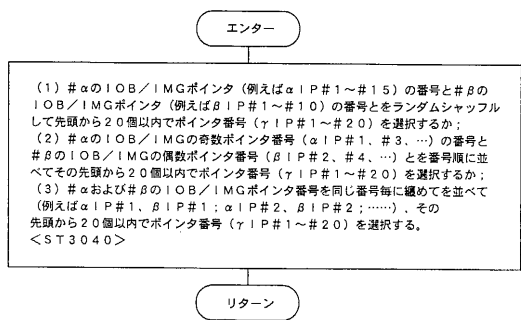 エンター
(1)#αのIOB/IMGポインタ(例えばαIP#1~#15)の番号と#βの
IOB/IMGポインタ(例えばβIP#1~#10)の番号とをランダムシャッフル
して先頭から20個以内でポインタ番号(γIP#1~#20)を選択するか;
(2)#αのIOB/IMGの奇数ポインタ番号(αIP#1、#3、…)の番号と
#βのIOB/IMGの偶数ポインタ番号(βIP#2、#4、…)とを番号順に並
べてその先頭から20個以内でポインタ番号(γIP#1~#20)を選択するか;
(3)#αおよび#βのIOB/IMGポインタ番号を同じ番号毎に纏めてを並べて
(例えばαIP#1、βIP#1;αIP#2、βIP#2;……)、その
先頭から20個以内でポインタ番号(γIP#1~#20)を選択する。
<ST3040>
リターン